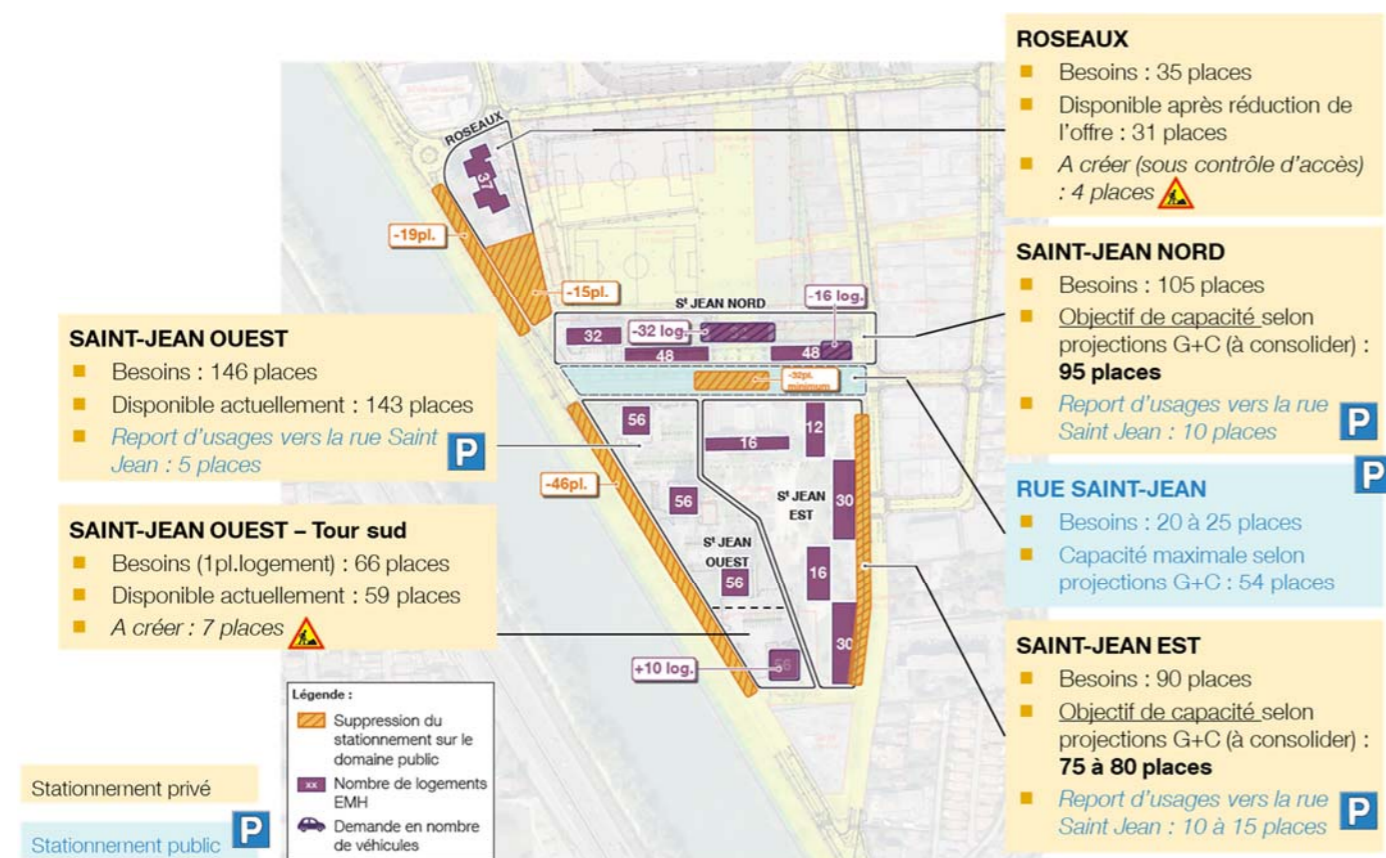 ROSEAUX
Besoins : 35 places
Disponible après réduction de
l'offre : 31 places
A créer (sous contrôle d'accès)
: 4 places
SAINT-JEAN NORD
Besoins : 105 places
Objectif de capacité selon
projections G+C (à consolider) :
95 places
Report d'usages vers la rue
Saint Jean : 10 places
P
P
RUE SAINT-JEAN
Besoins : 20 à 25 places
Capacité maximale selon
projections G+C : 54 places
SAINT-JEAN EST
Besoins : 90 places
Objectif de capacité selon
projections G+C (à consolider) :
75 à 80 places
Report d'usages vers la rue
Saint Jean : 10 à 15 places
P
SAINT-JEAN OUEST
Besoins : 146 places
Disponible actuellement : 143 places
Report d'usages vers la rue Saint
Jean : 5 places
P
SAINT-JEAN OUEST – Tour sud
Besoins (1pl.logement) : 66 places
Disponible actuellement : 59 places
A créer : 7 places
ROSEAUX
37
-19pl.
-15pl.
Sᵗ JEAN NORD
-16 log.
32
-32 log.
48
48
-32pl.
minimum
56
12
16
-46pl.
56
Sᵗ JEAN
EST
30
Sᵗ JEAN
OUEST
56
16
30
+10 log.
56
Légende :
Suppression du
stationnement sur le
domaine public
xx
Nombre de logements
EMH
Demande en nombre
de véhicules
Stationnement privé
Stationnement public
P